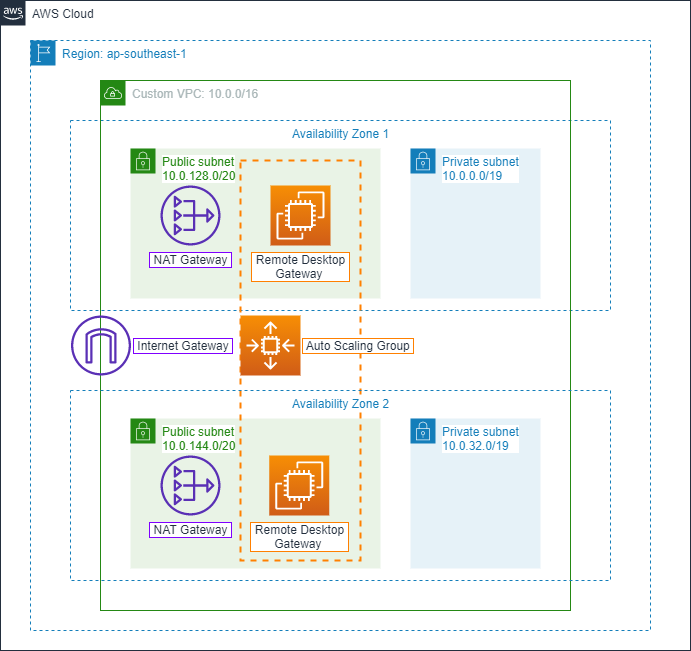 aws
AWS Cloud
Region: ap-southeast-1
Custom VPC: 10.0.0/16
Availability Zone 1
Public subnet
10.0.128.0/20
Private subnet
10.0.0.0/19
NAT Gateway
Remote Desktop
Gateway
Internet Gateway
Auto Scaling Group
Availability Zone 2
Public subnet
10.0.144.0/20
Private subnet
10.0.32.0/19
NAT Gateway
Remote Desktop
Gateway